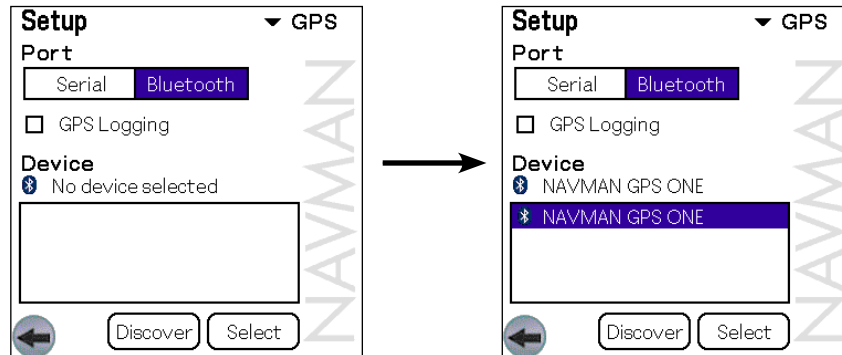 Setup
GPS
Port
Serial
Bluetooth
GPS Logging
Device
No device selected
Discover
Select
NAVMAN
Setup
GPS
Port
Serial
Bluetooth
GPS Logging
Device
NAVMAN GPS ONE
NAVMAN GPS ONE
Discover
Select
NAVMAN